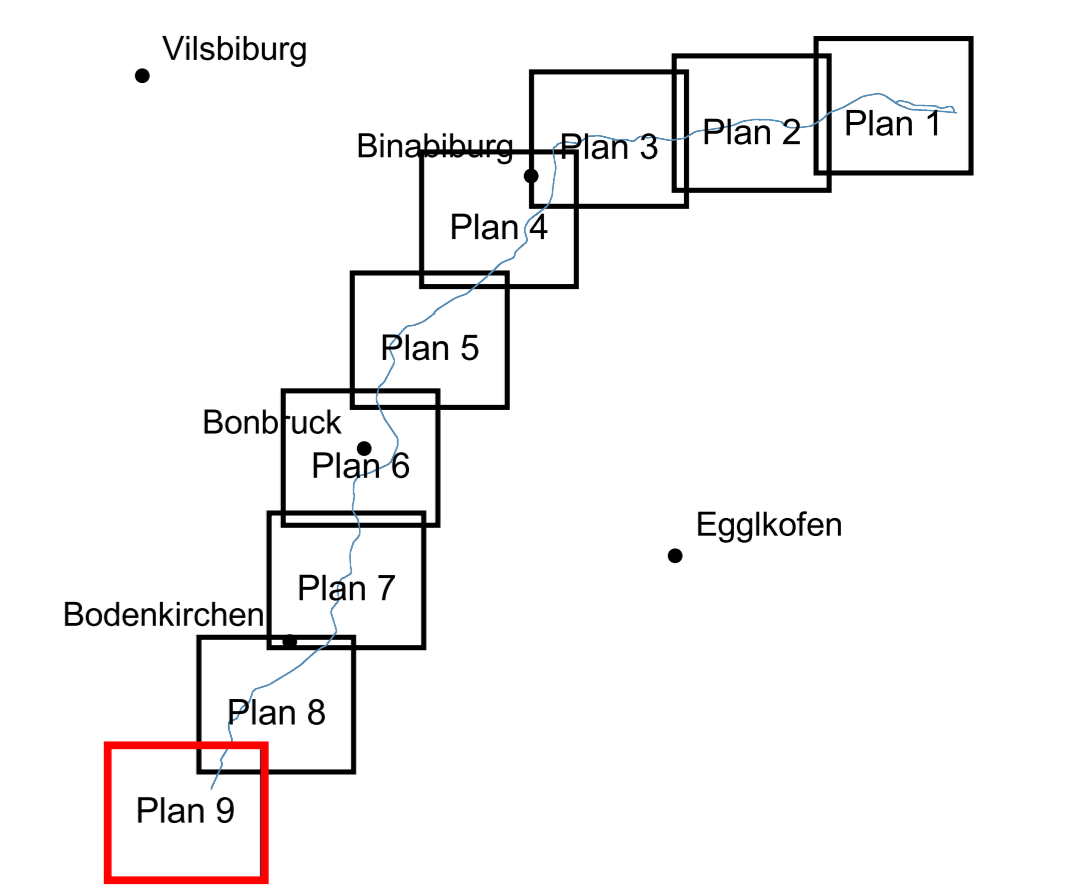 Vilsbiburg
Plan 1
Plan 2
Binabiburg
Plan 3
Plan 4
Plan 5
Bonbruck
Plan 6
Egglkofen
Plan 7
Bodenkirchen
Plan 8
Plan 9